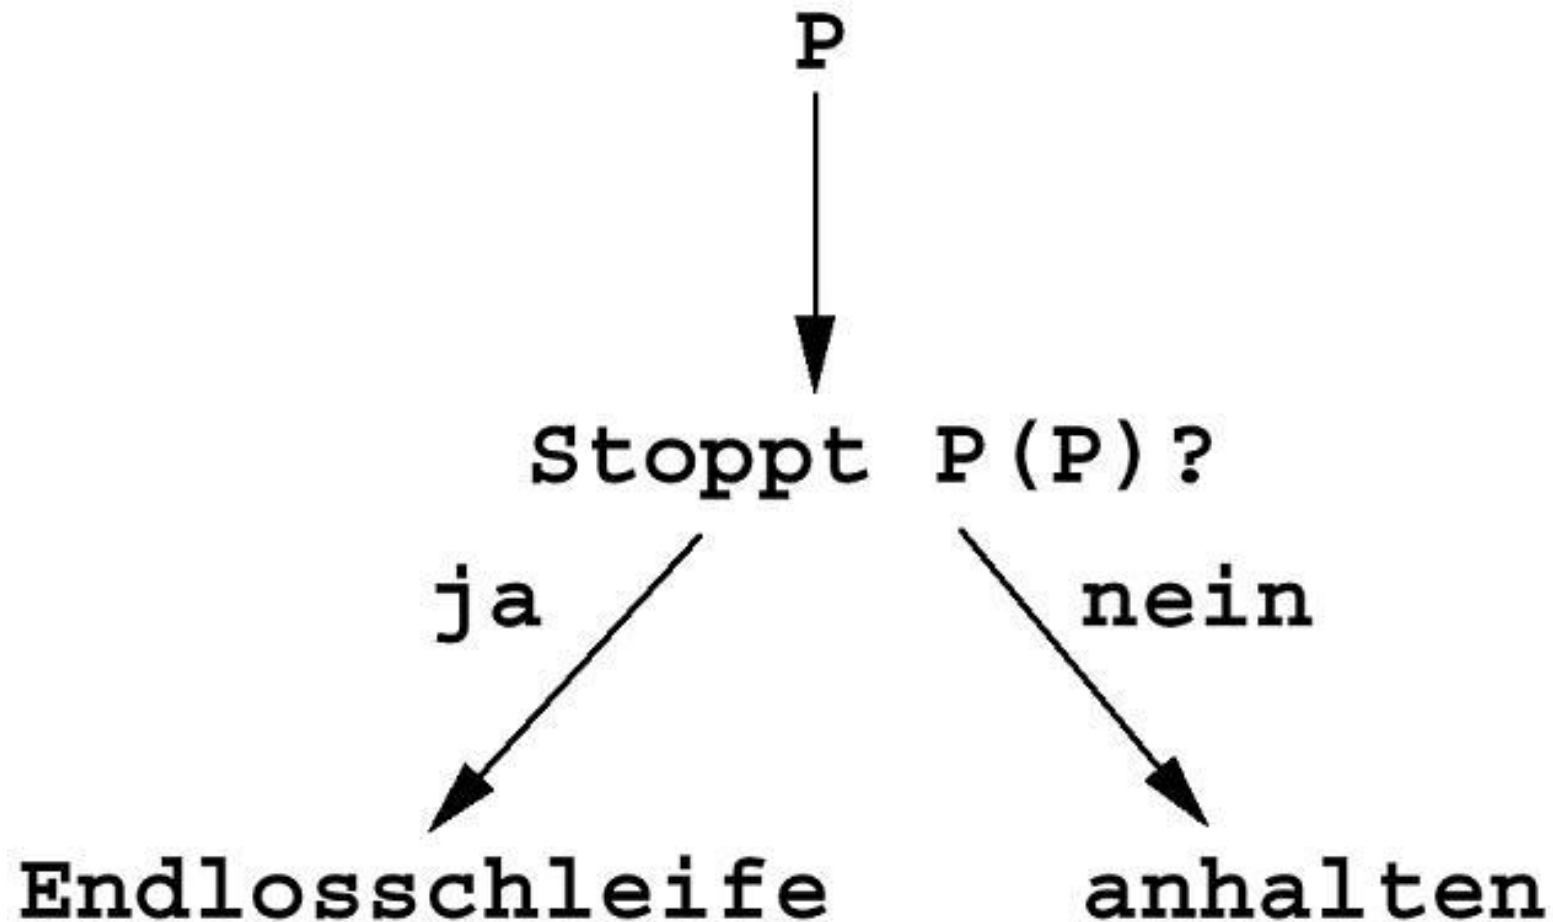 P
Stoppt P(P)?
ja
nein
Endlosschleife
anhalten